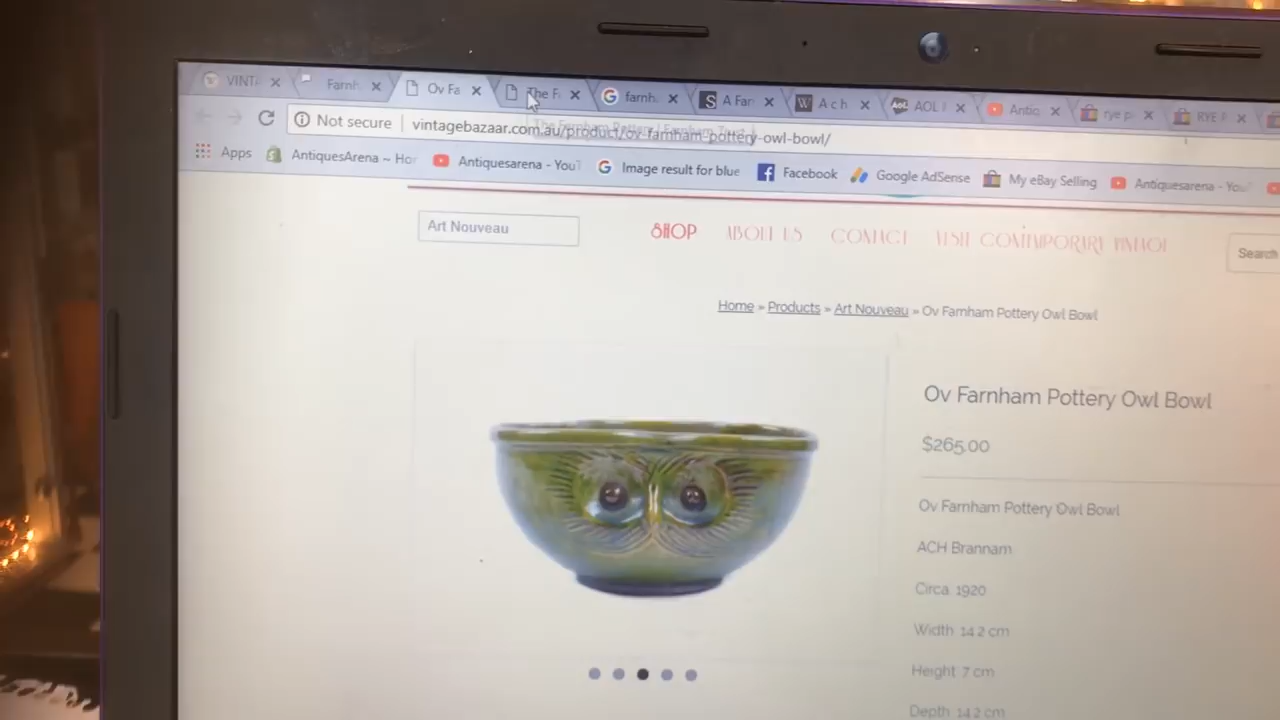 VINT
Farnh
Ov Fa
The F
farnh
A Far
A c h
AOL
Antiq
rye p
RYE
Not secure
vintagebazaar.com.au/product/ov-farnham-pottery-owl-bowl/
Apps
AntiquesArena ~ Hor
Antiquesarena - YouT
Image result for blue
Facebook
Google AdSense
My eBay Selling
Antiquesarena - You
Art Nouveau
SHOP
ABOUT US
CONTACT
VISIT CONTEMPORARY VINTAGE
Search
Home » Products » Art Nouveau » Ov Farnham Pottery Owl Bowl
Ov Farnham Pottery Owl Bowl
$265.00
Ov Farnham Pottery Owl Bowl
ACH Brannam
Circa 1920
Width 14.2 cm
Height 7 cm
Depth 14.2 cm